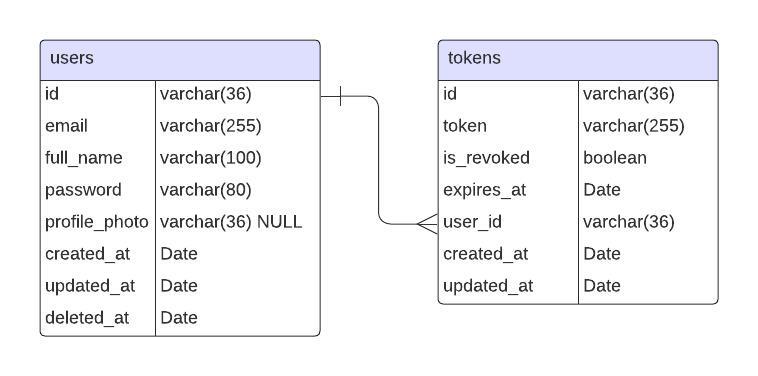 users
id varchar(36)
email varchar(255)
full_name varchar(100)
password varchar(80)
profile_photo varchar(36) NULL
created_at Date
updated_at Date
deleted_at Date
tokens
id varchar(36)
token varchar(255)
is_revoked boolean
expires_at Date
user_id varchar(36)
created_at Date
updated_at Date